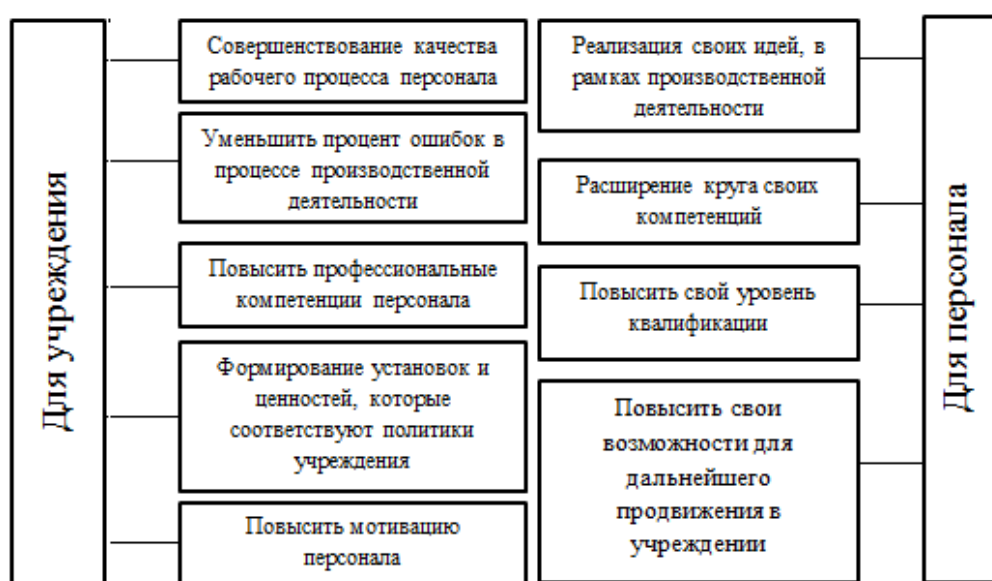 Для учреждения
Совершенствование качества
рабочего процесса персонала
Уменьшить процент ошибок в
процессе производственной
деятельности
Повысить профессиональные
компетенции персонала
Формирование установок и
ценностей, которые
соответствуют политики
учреждения
Повысить мотивацию
персонала
Реализация своих идей, в
рамках производственной
деятельности
Расширение круга своих
компетенций
Повысить свой уровень
квалификации
Повысить свои
возможности для
дальнейшего
продвижения в
учреждении
Для персонала